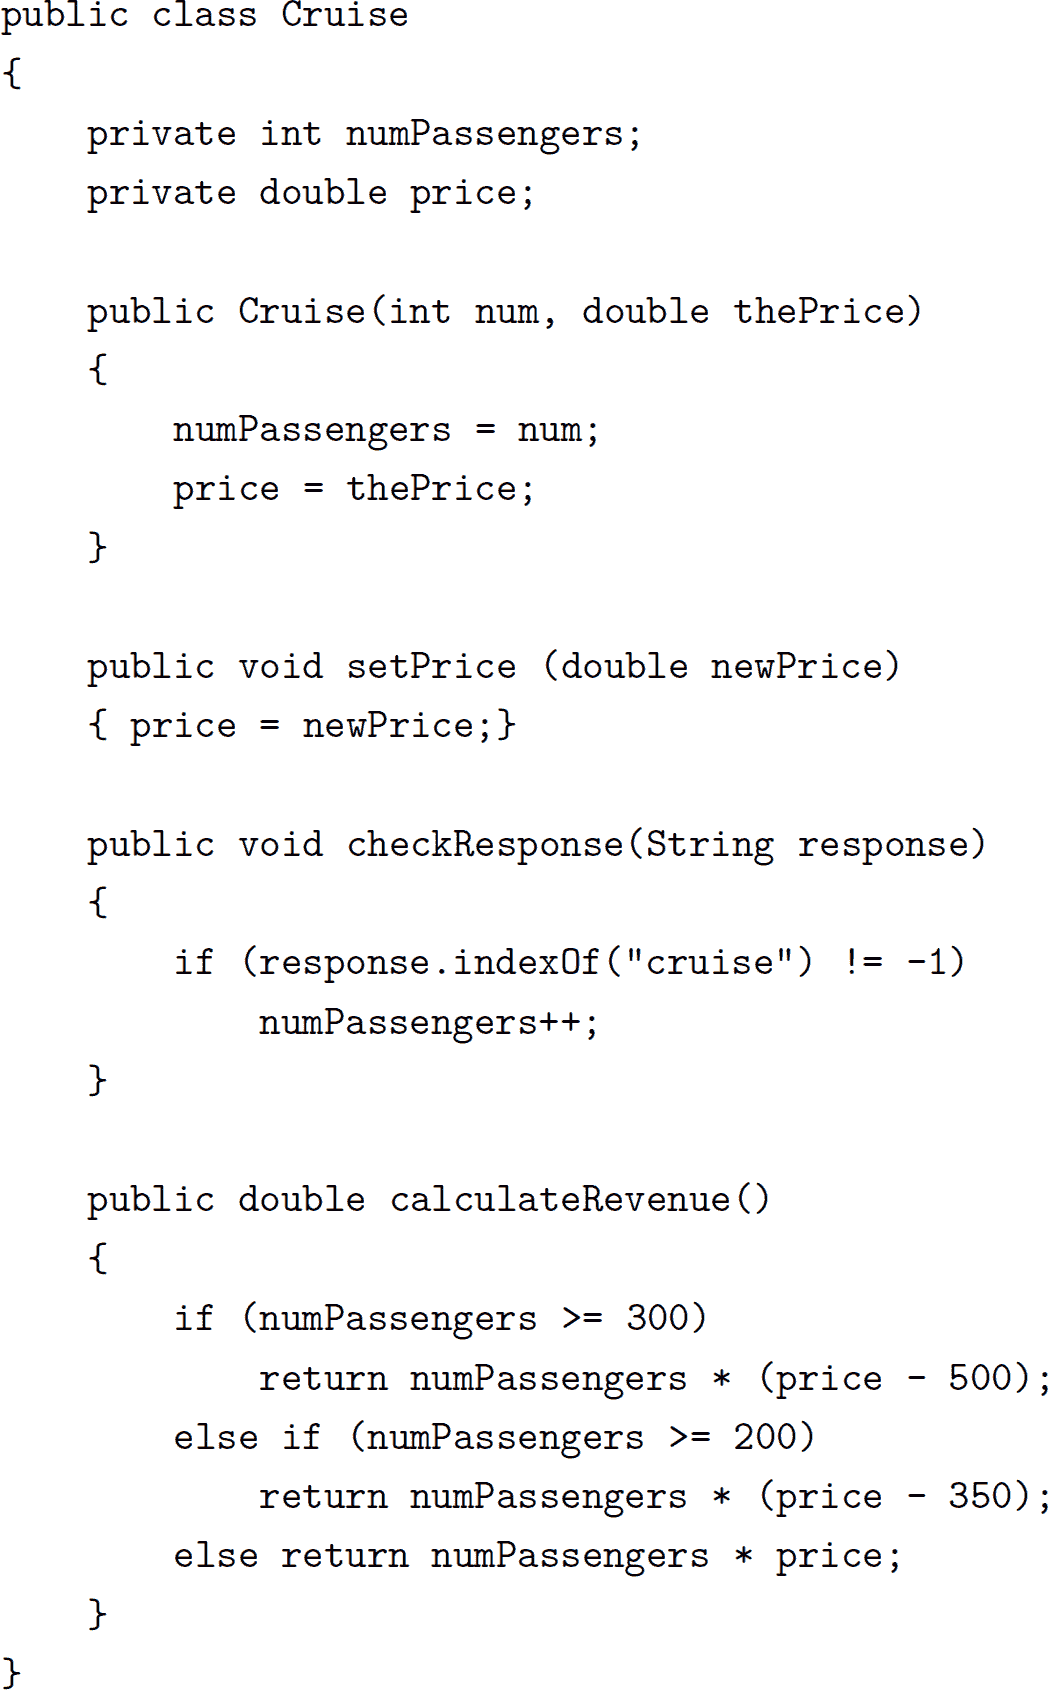 public class Cruise
{
    private int numPassengers;
    private double price;

    public Cruise(int num, double thePrice)
    {
        numPassengers = num;
        price = thePrice;
    }

    public void setPrice (double newPrice)
    { price = newPrice;}

    public void checkResponse(String response)
    {
        if (response.indexOf("cruise") != -1)
            numPassengers++;
    }

    public double calculateRevenue()
    {
        if (numPassengers >= 300)
            return numPassengers * (price - 500);
        else if (numPassengers >= 200)
            return numPassengers * (price - 350);
        else return numPassengers * price;
    }
}